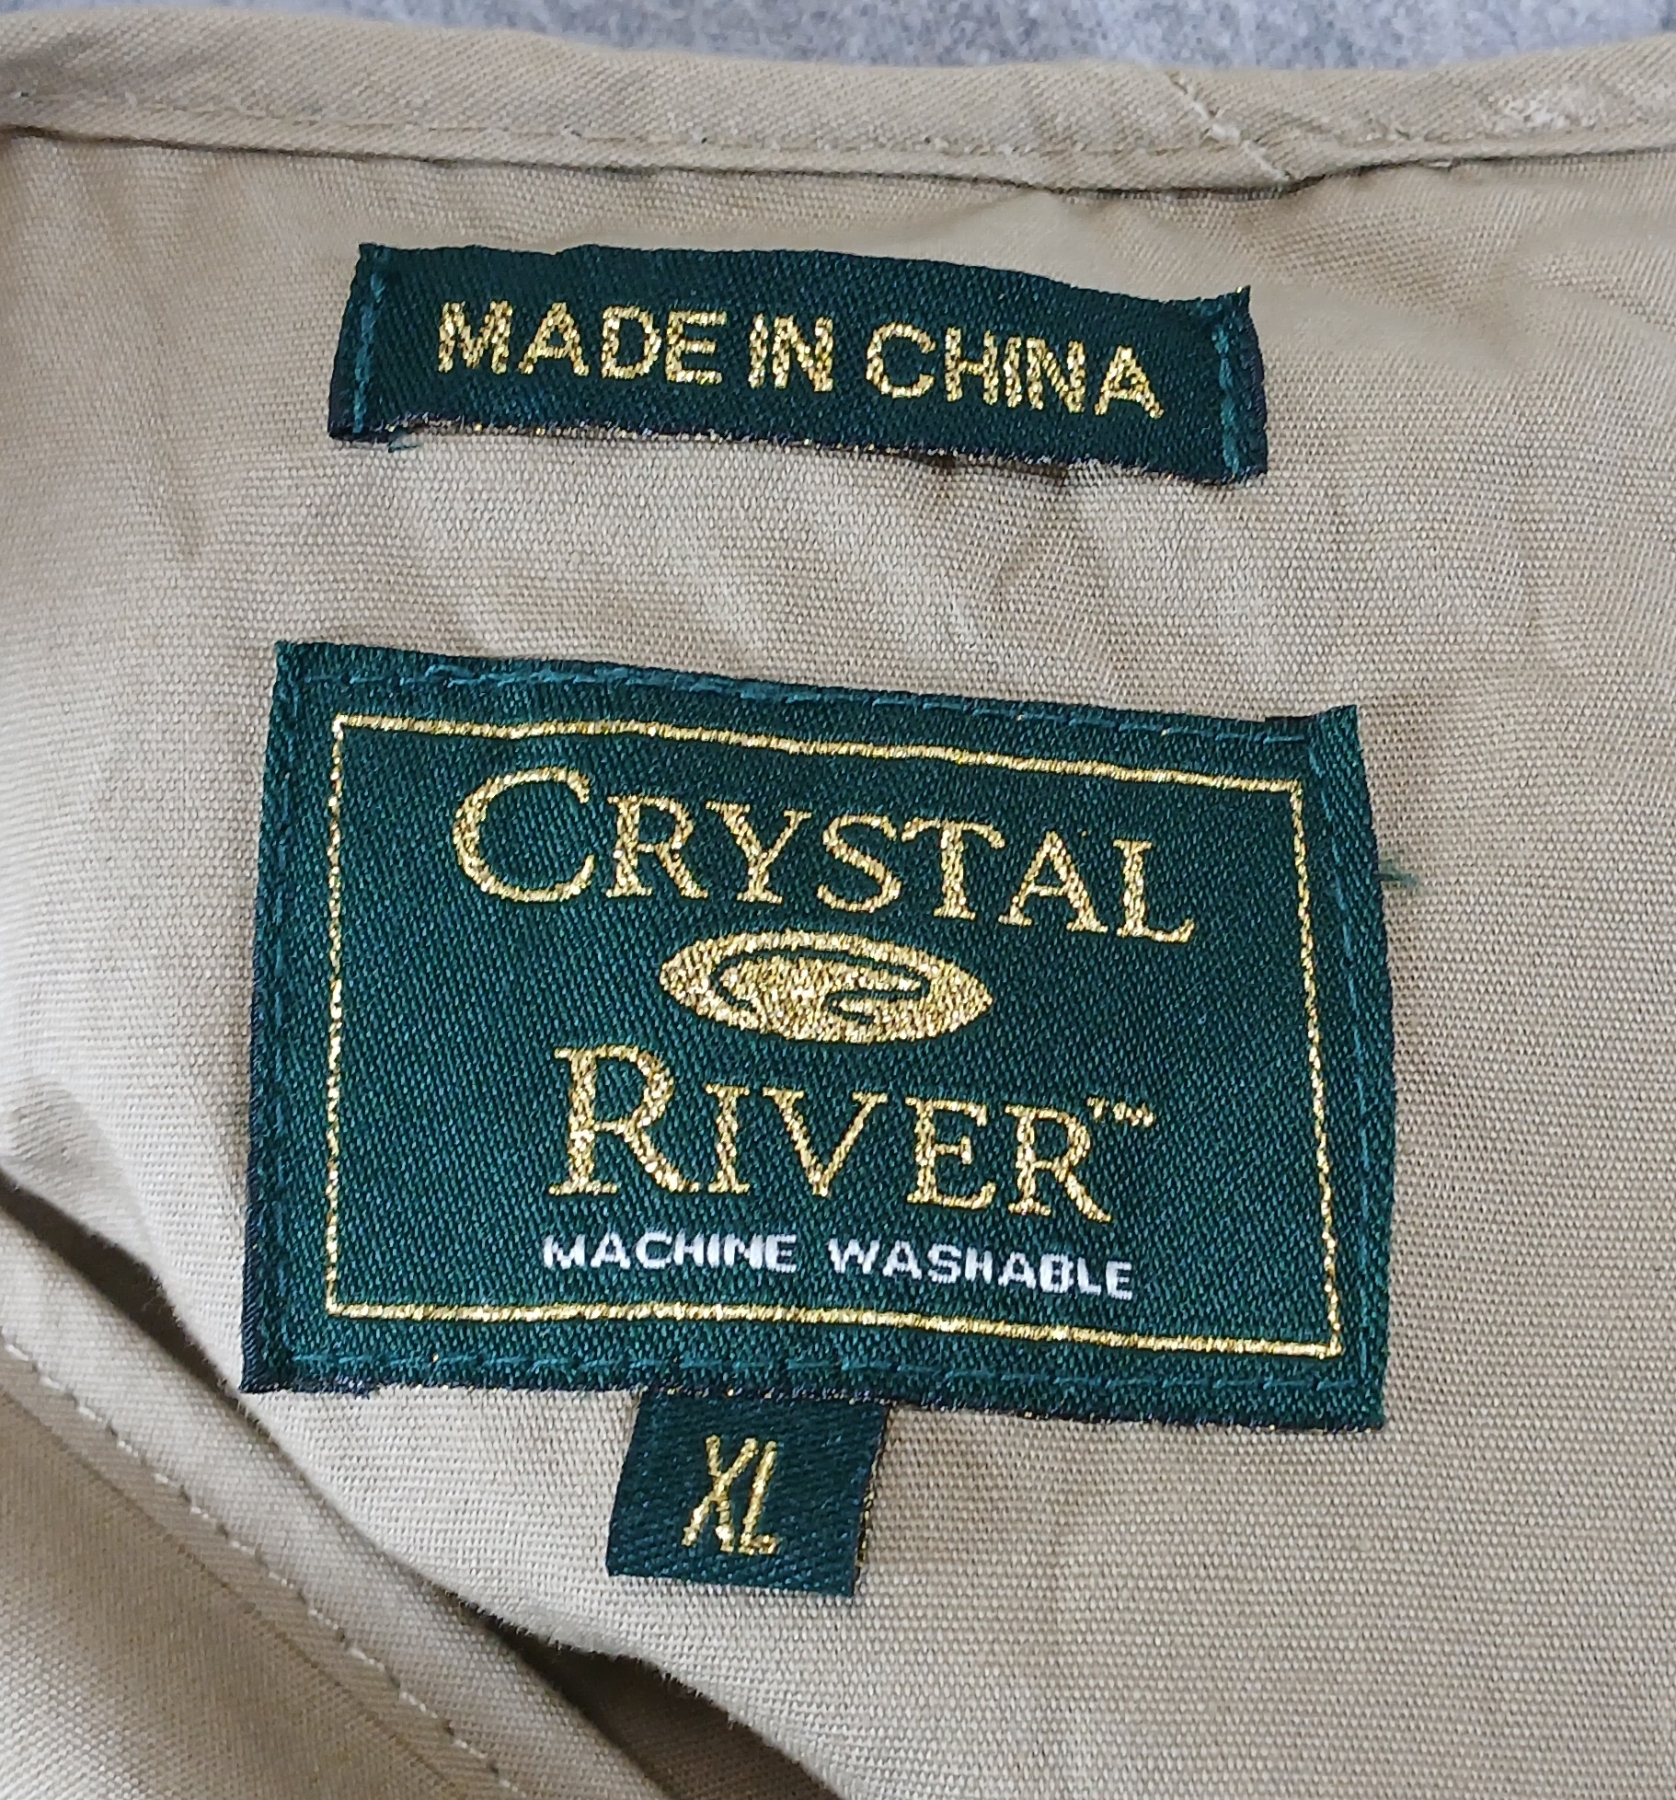 MADE IN CHINA
CRYSTAL
RIVER™
MACHINE WASHABLE
XL